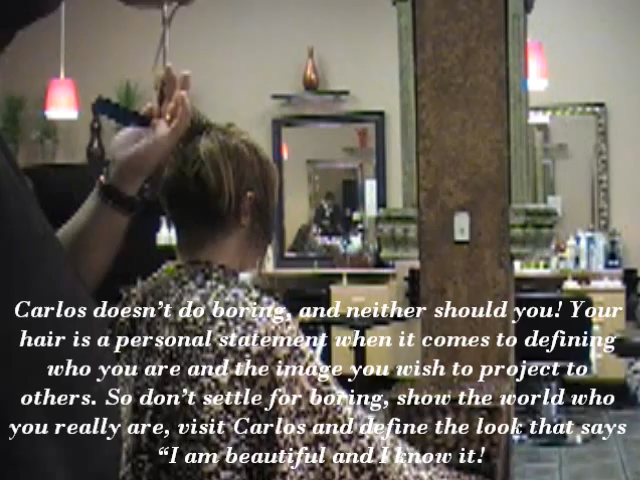 Carlos doesn't do boring, and neither should you! Your
hair is a personal statement when it comes to defining
who you are and the image you wish to project to
others. So don't settle for boring, show the world who
you really are, visit Carlos and define the look that says
“I am beautiful and I know it!